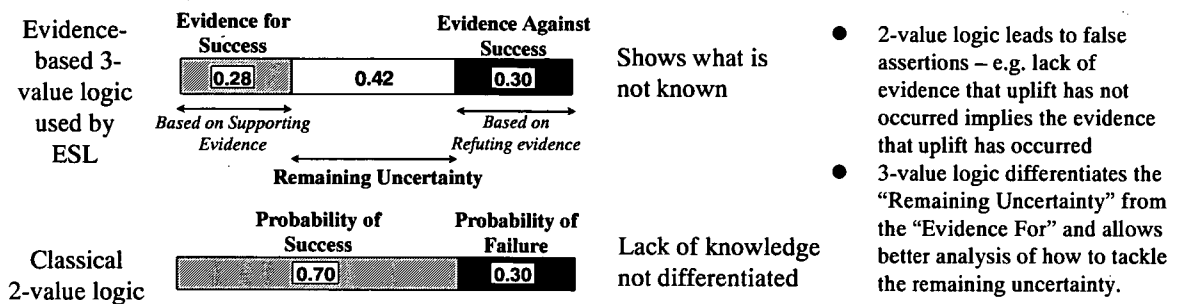 Evidence-
based 3-
value logic
used by
ESL
Evidence for
Success
Evidence Against
Success
0.28
0.42
0.30
Based on Supporting
Evidence
Based on
Refuting evidence
Remaining Uncertainty
Shows what is
not known
Classical
2-value logic
Probability of
Success
Probability of
Failure
0.70
0.30
Lack of knowledge
not differentiated
● 2-value logic leads to false
assertions – e.g. lack of
evidence that uplift has not
occurred implies the evidence
that uplift has occurred
● 3-value logic differentiates the
“Remaining Uncertainty” from
the “Evidence For” and allows
better analysis of how to tackle
the remaining uncertainty.